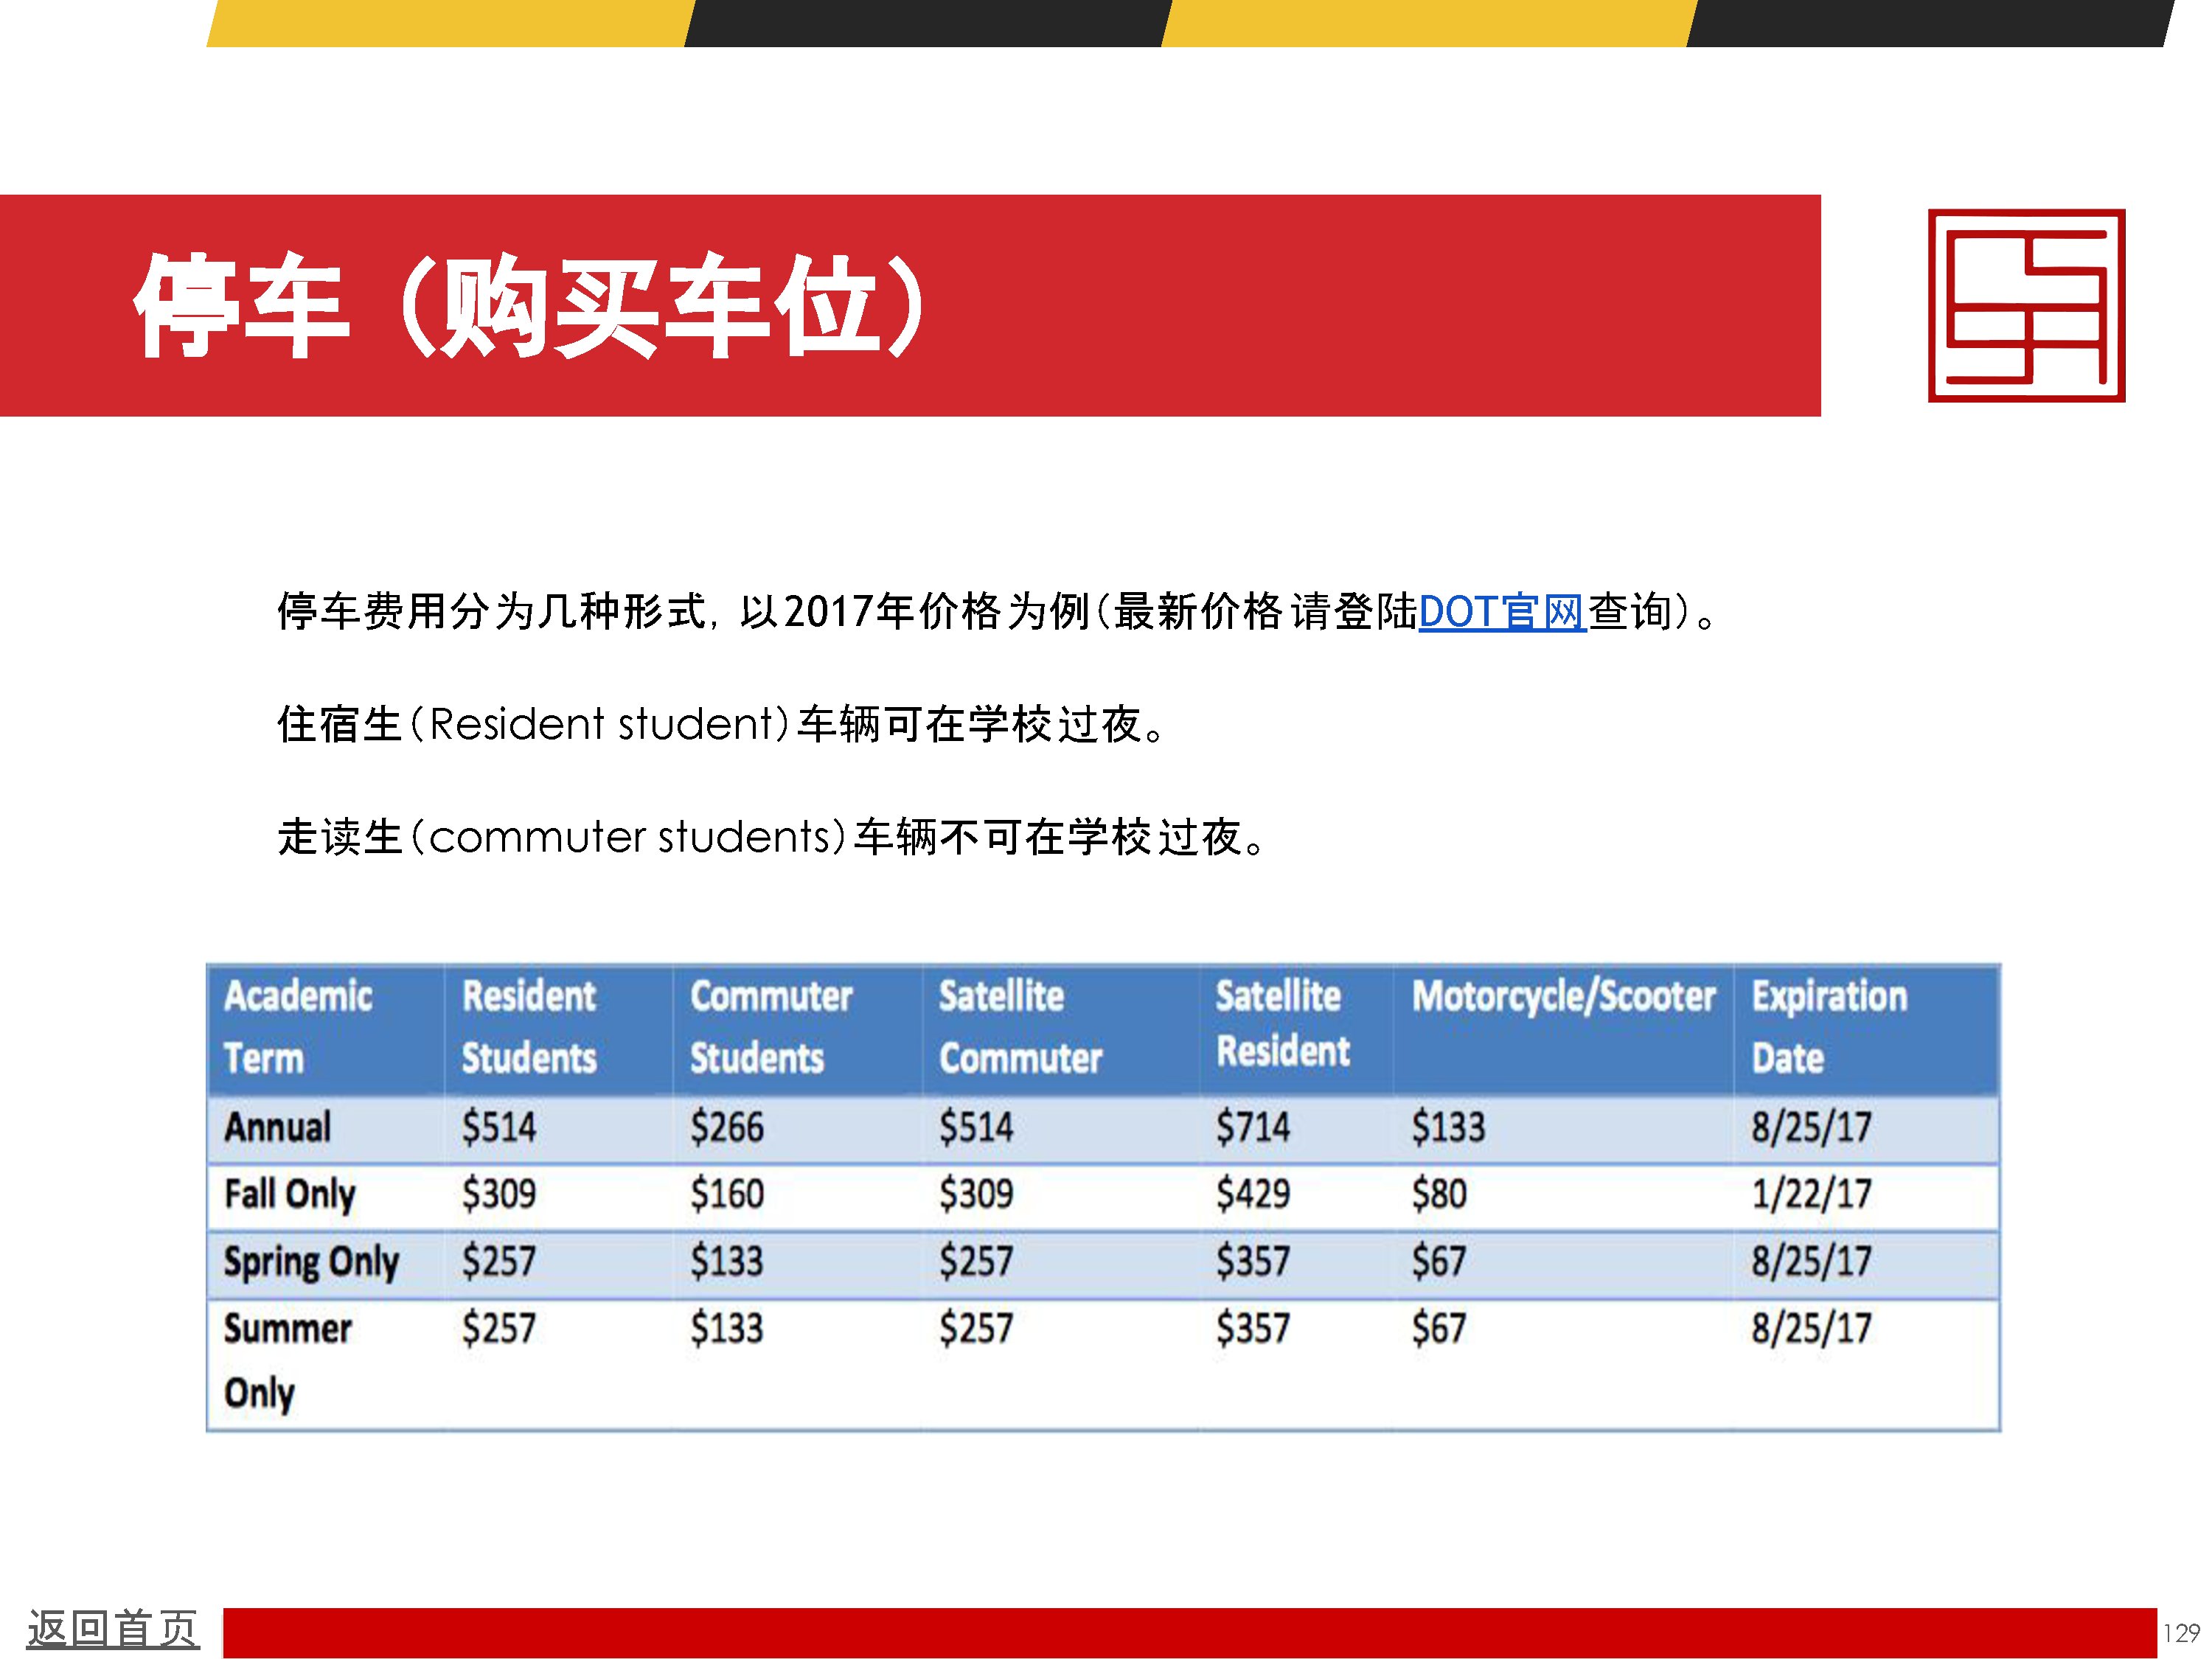 停车（购买车位）
停车费用分为几种形式，以2017年价格为例（最新价格请登陆DOT官网查询）。
住宿生（Resident student）车辆可在学校过夜。
走读生（commuter students）车辆不可在学校过夜。
Academic Term Resident Students Commuter Students Satellite Commuter Satellite Resident Motorcycle/Scooter Expiration Date
Annual $514 $266 $514 $714 $133 8/25/17
Fall Only $309 $160 $309 $429 $80 1/22/17
Spring Only $257 $133 $257 $357 $67 8/25/17
Summer Only $257 $133 $257 $357 $67 8/25/17
返回首页
129